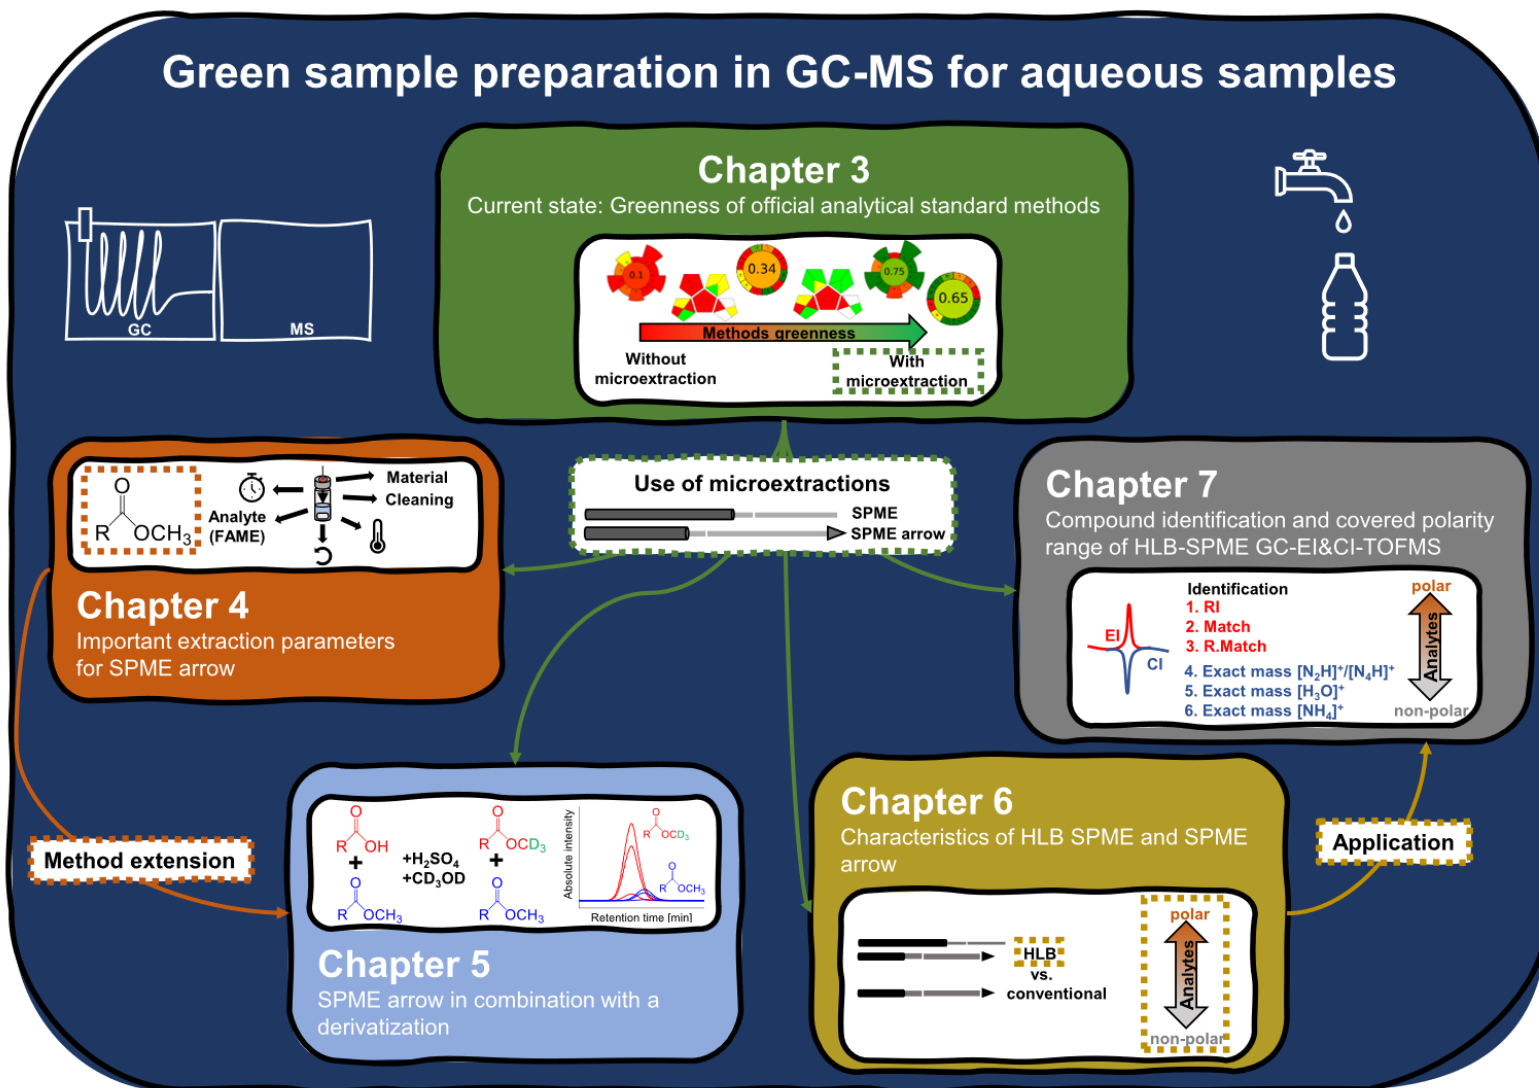 Green sample preparation in GC-MS for aqueous samples
GC
MS
Chapter 3
Current state: Greenness of official analytical standard methods
0.1
0.34
0.75
0.65
Methods greenness
Without
microextraction
With
microextraction
Use of microextractions
SPME
SPME arrow
O
R
OCH₃
Analyte
(FAME)
Material
Cleaning
Chapter 4
Important extraction parameters
for SPME arrow
Method extension
O
R
OH
+
O
R
OCH₃
+H₂SO₄
+CD₃OD
O
R
OCD₃
+
O
R
OCH₃
Absolute intensity
O
R
OCD₃
O
R
OCH₃
Retention time [min]
Chapter 5
SPME arrow in combination with a
derivatization
Chapter 6
Characteristics of HLB SPME and SPME
arrow
HLB
vs.
conventional
polar
Analytes
non-polar
Application
Chapter 7
Compound identification and covered polarity
range of HLB-SPME GC-EI&CI-TOFMS
EI
CI
Identification
1. RI
2. Match
3. R.Match
4. Exact mass [N₂H]⁺/[N₄H]⁺
5. Exact mass [H₃O]⁺
6. Exact mass [NH₄]⁺
polar
Analytes
non-polar